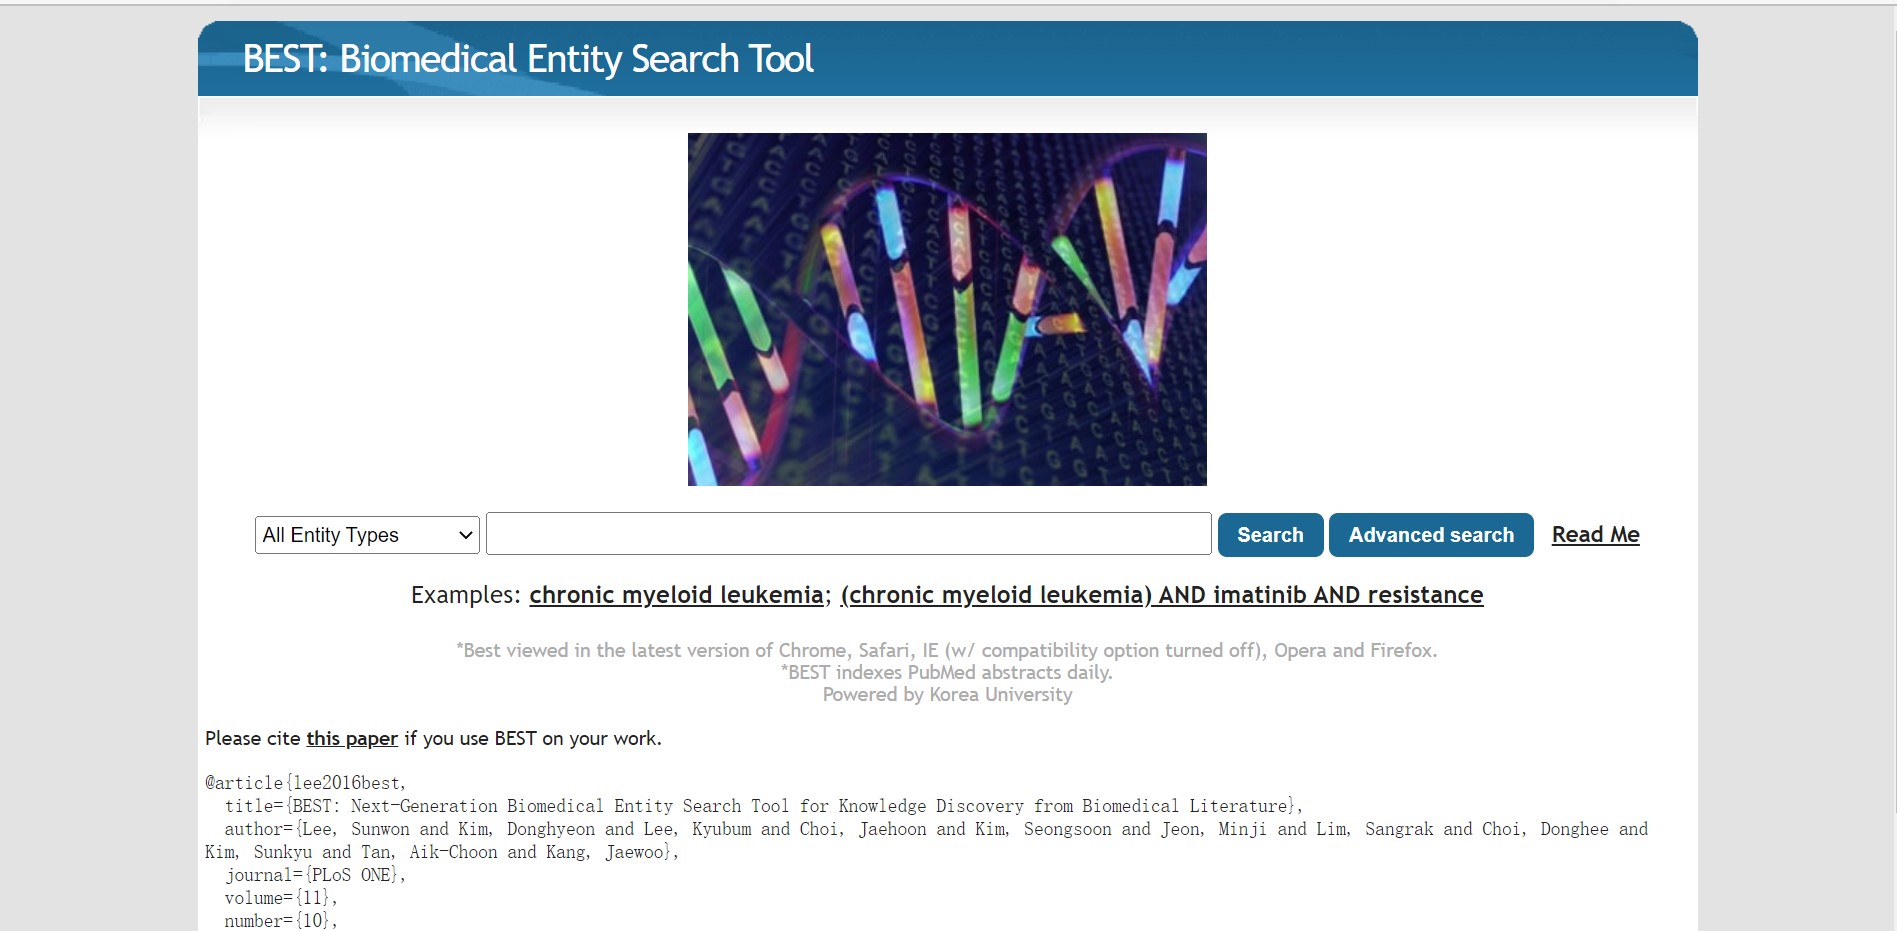 BEST: Biomedical Entity Search Tool
All Entity Types
Search
Advanced search
Read Me
Examples: chronic myeloid leukemia; (chronic myeloid leukemia) AND imatinib AND resistance
*Best viewed in the latest version of Chrome, Safari, IE (w/ compatibility option turned off), Opera and Firefox.
*BEST indexes PubMed abstracts daily.
Powered by Korea University
Please cite this paper if you use BEST on your work.
@article{lee2016best,
title={BEST: Next-Generation Biomedical Entity Search Tool for Knowledge Discovery from Biomedical Literature},
author={Lee, Sunwon and Kim, Donghyeon and Lee, Kyubum and Choi, Jaehoon and Kim, Seongsoon and Jeon, Minji and Lim, Sangrak and Choi, Donghee and
Kim, Sunkyu and Tan, Aik-Choon and Kang, Jaewoo},
journal={PLoS ONE},
volume={11},
number={10},